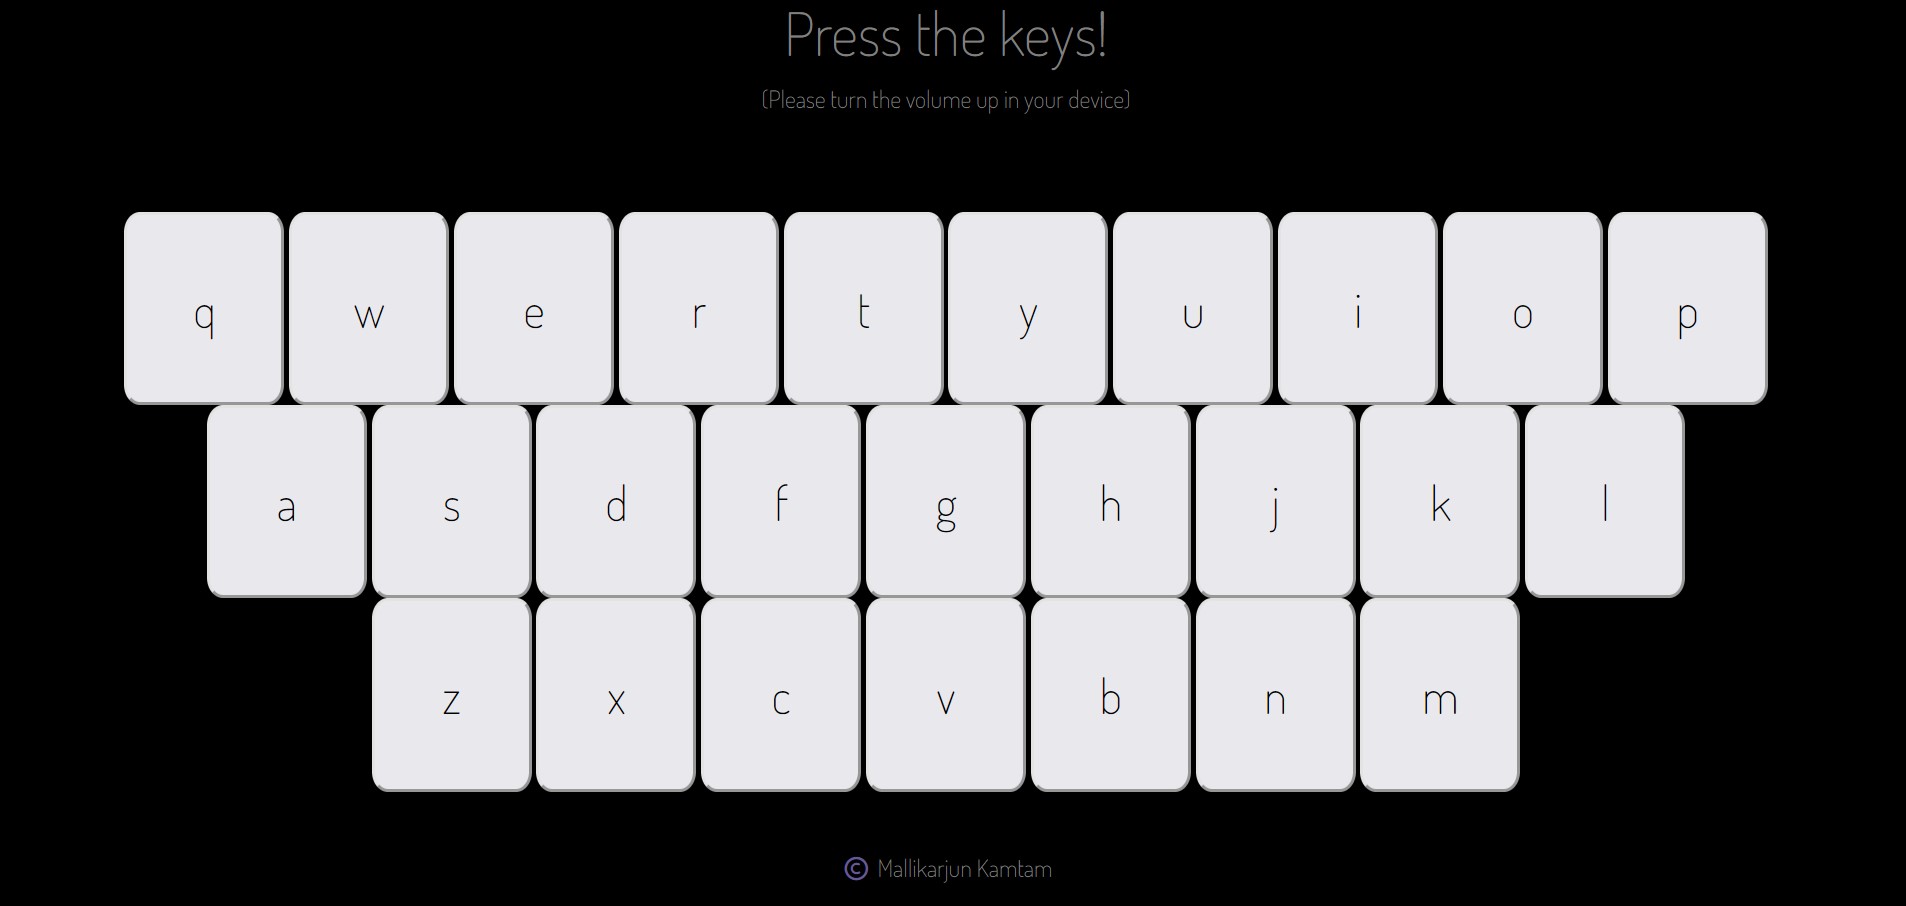 Press the keys!
(Please turn the volume up in your device)
q w e r t y u i o p
a s d f g h j k l
z x c v b n m
© Mallikarjun Kamtam